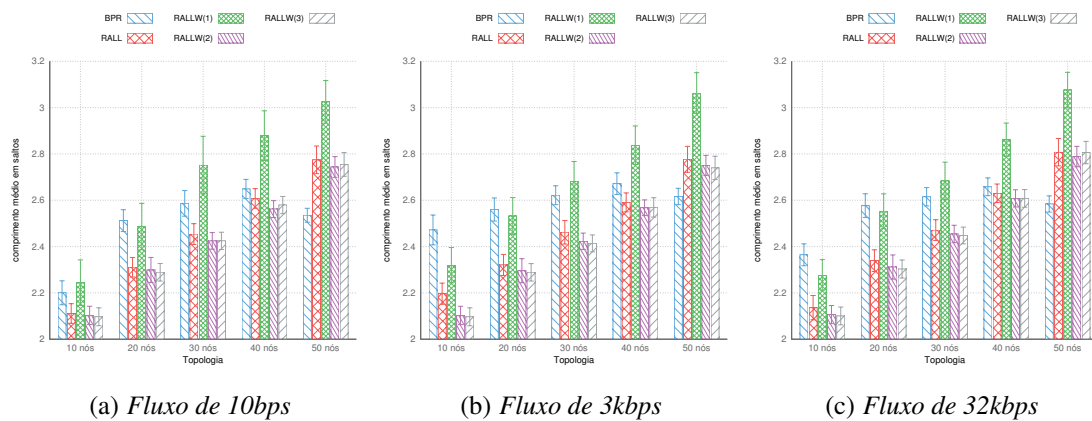 BPR
RALL
RALLW(1)
RALLW(2)
RALLW(3)
comprimento médio em saltos
3.2
3
2.8
2.6
2.4
2.2
2
10 nós 20 nós 30 nós 40 nós 50 nós
Topologia
(a) Fluxo de 10bps
BPR
RALL
RALLW(1)
RALLW(2)
RALLW(3)
comprimento médio em saltos
3.2
3
2.8
2.6
2.4
2.2
2
10 nós 20 nós 30 nós 40 nós 50 nós
Topologia
(b) Fluxo de 3kbps
BPR
RALL
RALLW(1)
RALLW(2)
RALLW(3)
comprimento médio em saltos
3.2
3
2.8
2.6
2.4
2.2
2
10 nós 20 nós 30 nós 40 nós 50 nós
Topologia
(c) Fluxo de 32kbps